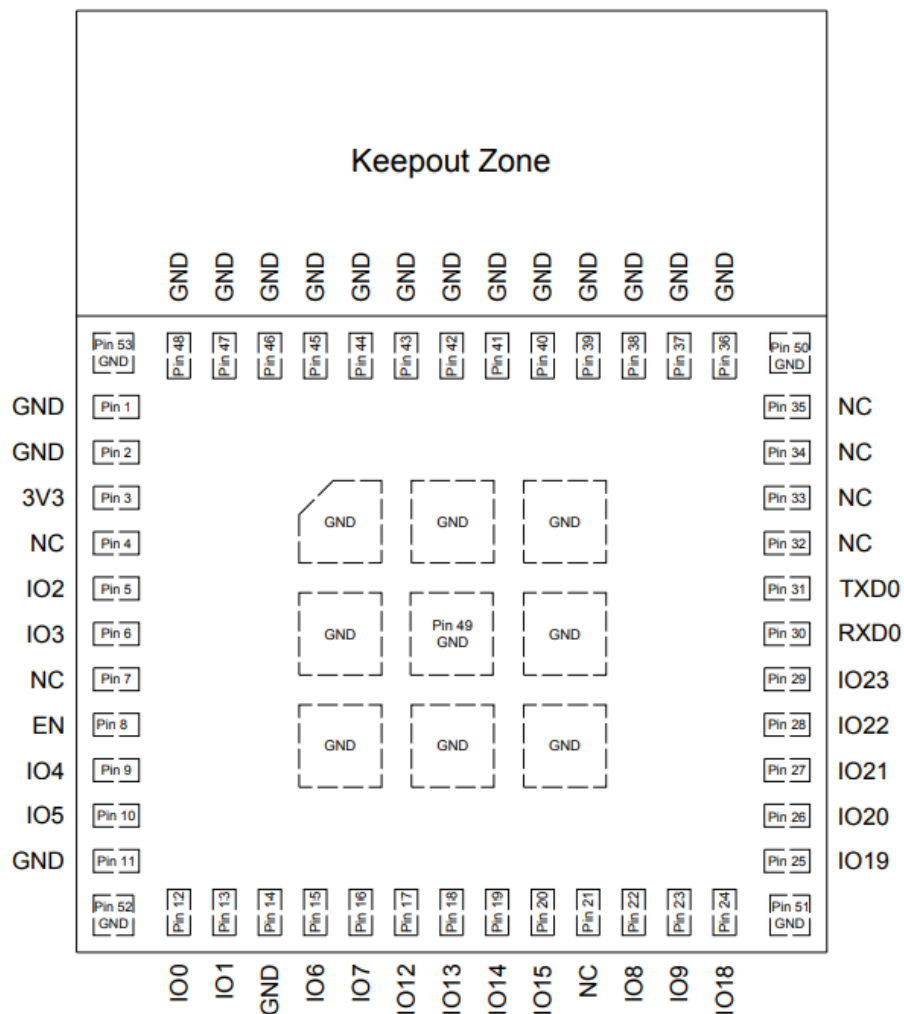 Keepout Zone
GND GND GND GND GND GND GND GND GND GND GND GND GND
Pin 53 GND Pin 48 Pin 47 Pin 46 Pin 45 Pin 44 Pin 43 Pin 42 Pin 41 Pin 40 Pin 39 Pin 38 Pin 37 Pin 36 Pin 50 GND
GND Pin 1 Pin 35 NC
GND Pin 2 Pin 34 NC
3V3 Pin 3 Pin 33 NC
GND GND GND
NC Pin 4 Pin 32 NC
IO2 Pin 5 Pin 31 TXD0
IO3 Pin 6 GND Pin 49 GND GND Pin 30 RXD0
NC Pin 7 Pin 29 IO23
EN Pin 8 Pin 28 IO22
GND GND GND
IO4 Pin 9 Pin 27 IO21
IO5 Pin 10 Pin 26 IO20
GND Pin 11 Pin 25 IO19
Pin 52 GND Pin 12 Pin 13 Pin 14 Pin 15 Pin 16 Pin 17 Pin 18 Pin 19 Pin 20 Pin 21 Pin 22 Pin 23 Pin 24 Pin 51 GND
IO0 IO1 GND IO6 IO7 IO12 IO13 IO14 IO15 NC IO8 IO9 IO18